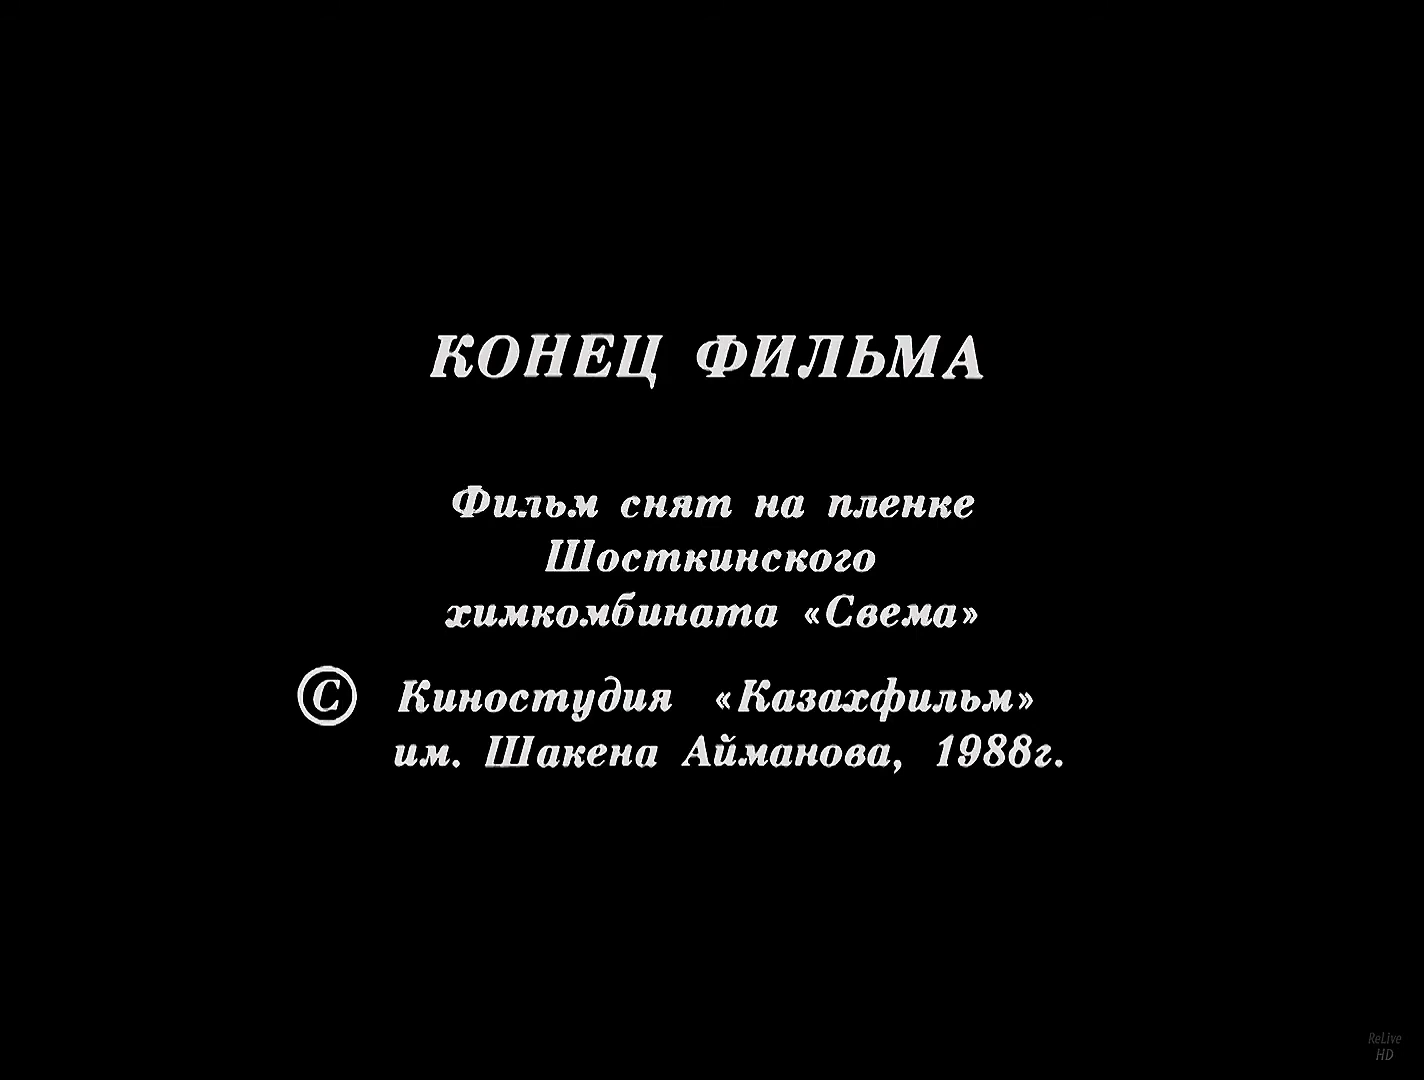 КОНЕЦ ФИЛЬМА
Фильм снят на пленке
Шосткинского
химкомбината «Свема»
© Киностудия «Казахфильм»
им. Шакена Айманова, 1988г.
ReLive
HD